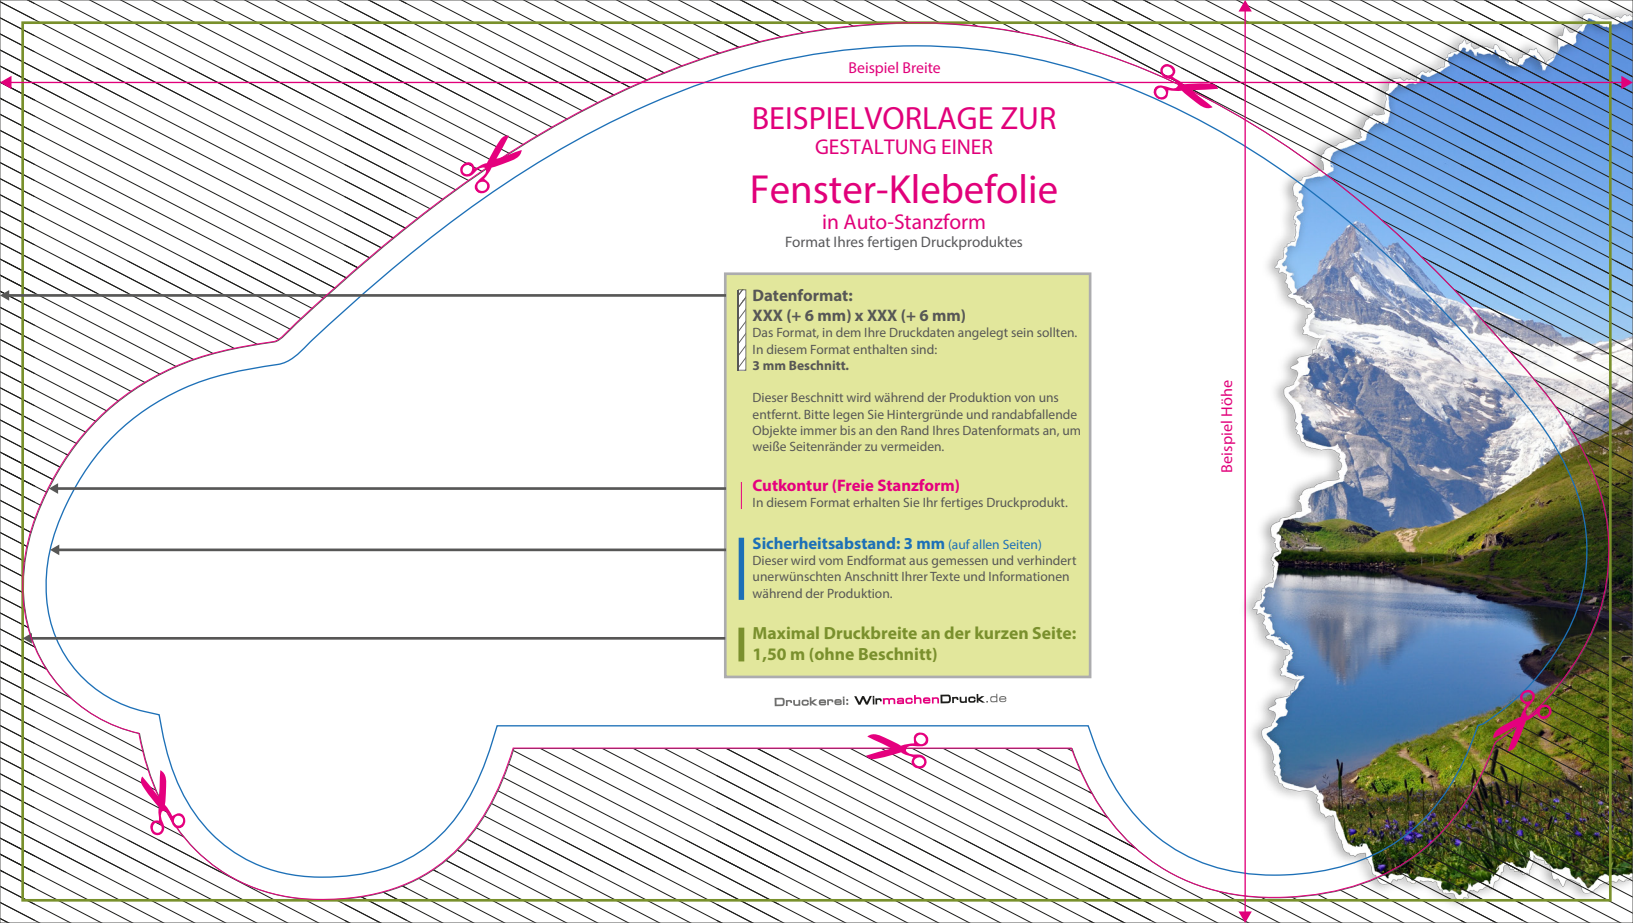 Beispiel Breite
BEISPIELVORLAGE ZUR
GESTALTUNG EINER
Fenster-Klebefolie
in Auto-Stanzform
Format Ihres fertigen Druckproduktes
Datenformat:
XXX (+ 6 mm) x XXX (+ 6 mm)
Das Format, in dem Ihre Druckdaten angelegt sein sollten.
In diesem Format enthalten sind:
3 mm Beschnitt.
Dieser Beschnitt wird während der Produktion von uns
entfernt. Bitte legen Sie Hintergründe und randabfallende
Objekte immer bis an den Rand Ihres Datenformats an, um
weiße Seitenränder zu vermeiden.
Cutkontur (Freie Stanzform)
In diesem Format erhalten Sie Ihr fertiges Druckprodukt.
Sicherheitsabstand: 3 mm (auf allen Seiten)
Dieser wird vom Endformat aus gemessen und verhindert
unerwünschten Anschnitt Ihrer Texte und Informationen
während der Produktion.
Maximal Druckbreite an der kurzen Seite:
1,50 m (ohne Beschnitt)
Druckerei: WirmachenDruck.de
Beispiel Höhe